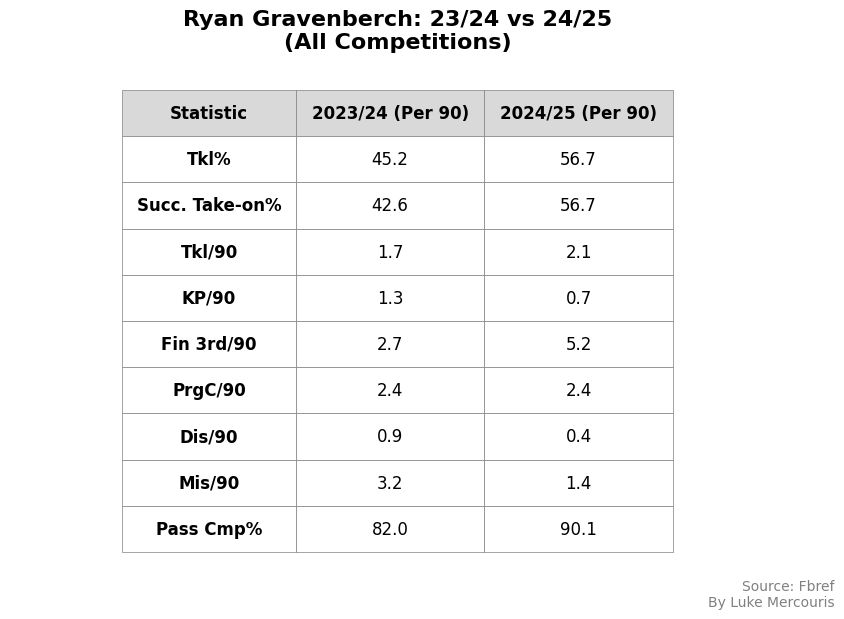 Ryan Gravenberch: 23/24 vs 24/25
(All Competitions)
Statistic 2023/24 (Per 90) 2024/25 (Per 90)
Tkl% 45.2 56.7
Succ. Take-on% 42.6 56.7
Tkl/90 1.7 2.1
KP/90 1.3 0.7
Fin 3rd/90 2.7 5.2
PrgC/90 2.4 2.4
Dis/90 0.9 0.4
Mis/90 3.2 1.4
Pass Cmp% 82.0 90.1
Source: Fbref
By Luke Mercouris